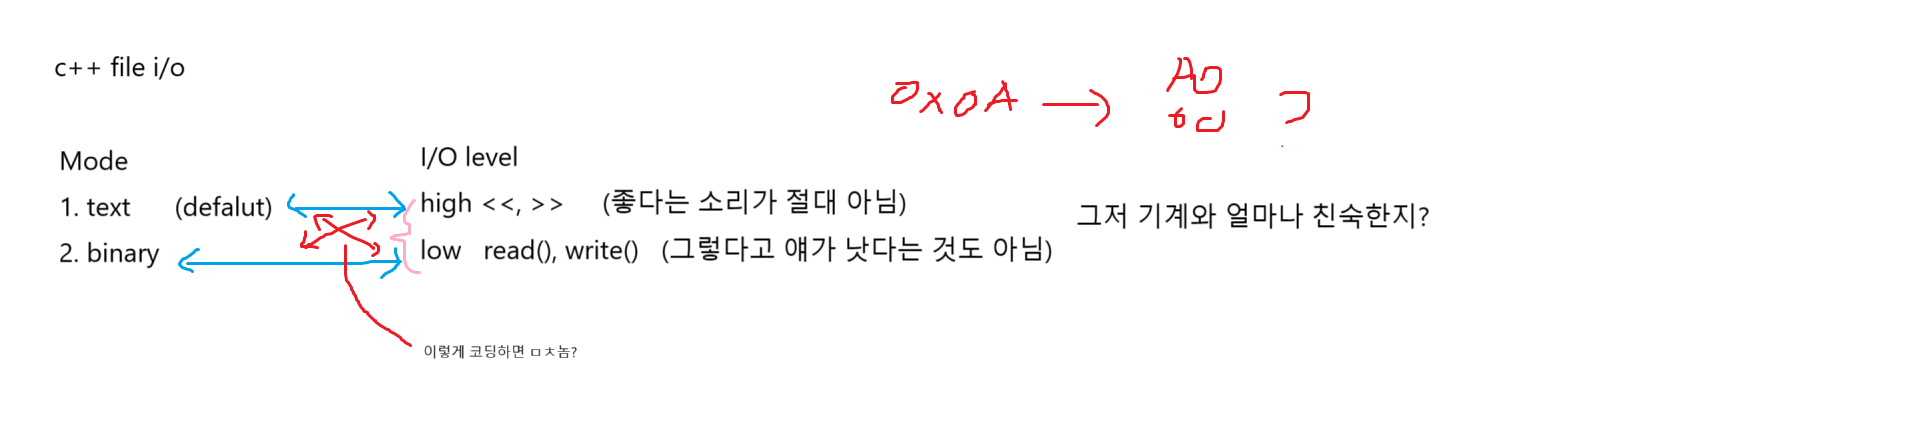 c++ file i/o
0x0A
Mode
I/O level
1. text (defalut)
high <<, >> (좋다는 소리가 절대 아님)
그저 기계와 얼마나 친숙한지?
2. binary
low read(), write() (그렇다고 얘가 낫다는 것도 아님)
이렇게 코딩하면 ㅁㅊ놈?